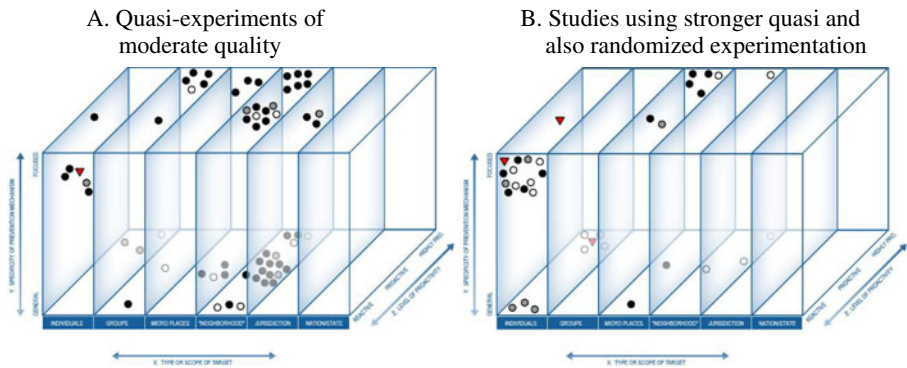 A. Quasi-experiments of
moderate quality
B. Studies using stronger quasi and
also randomized experimentation
Y: SPECIFICITY OF PREVENTION MECHANISM
FOCUSED
GENERAL
INDIVIDUALS
GROUPS
MICRO PLACES
"NEIGHBORHOOD"
JURISDICTION
NATION/STATE
REACTIVE
PROACTIVE
HIGHLY PRO.
Z: LEVEL OF PROACTIVITY
X: TYPE OR SCOPE OF TARGET
Y: SPECIFICITY OF PREVENTION MECHANISM
FOCUSED
GENERAL
INDIVIDUALS
GROUPS
MICRO PLACES
"NEIGHBORHOOD"
JURISDICTION
NATION/STATE
REACTIVE
PROACTIVE
HIGHLY PRO.
Z: LEVEL OF PROACTIVITY
X: TYPE OR SCOPE OF TARGET